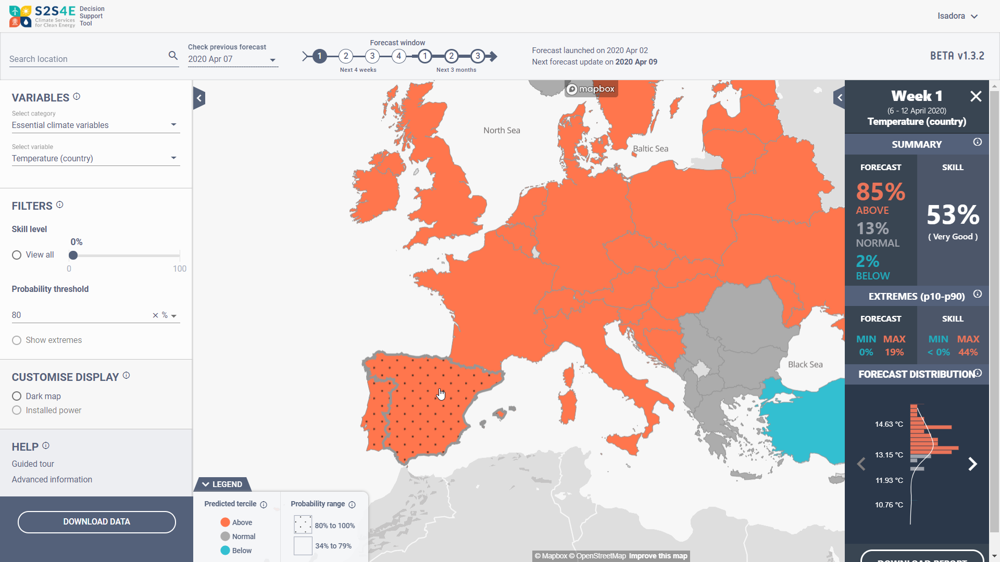 S2S4E
Climate Services
for Clean Energy
Decision
Support
Tool
Isadora
Search location
Check previous forecast
2020 Apr 07
Forecast window
1 2 3 4 1 2 3
Next 4 weeks
Next 3 months
Forecast launched on 2020 Apr 02
Next forecast update on 2020 Apr 09
BETA v1.3.2
VARIABLES
Select category
Essential climate variables
Select variable
Temperature (country)
FILTERS
Skill level
0%
View all
0 100
Probability threshold
80
× %
Show extremes
CUSTOMISE DISPLAY
Dark map
Installed power
HELP
Guided tour
Advanced information
DOWNLOAD DATA
mapbox
North Sea
Baltic Sea
Black Sea
LEGEND
Predicted tercile
Above
Normal
Below
Probability range
80% to 100%
34% to 79%
© Mapbox © OpenStreetMap Improve this map
Week 1
(6 - 12 April 2020)
Temperature (country)
SUMMARY
FORECAST
85%
ABOVE
13%
NORMAL
2%
BELOW
SKILL
53%
( Very Good )
EXTREMES (p10-p90)
FORECAST SKILL
MIN MAX MIN MAX
0% 19% < 0% 44%
FORECAST DISTRIBUTION
14.63 °C
13.15 °C
11.93 °C
10.76 °C
DOWNLOAD REPORT